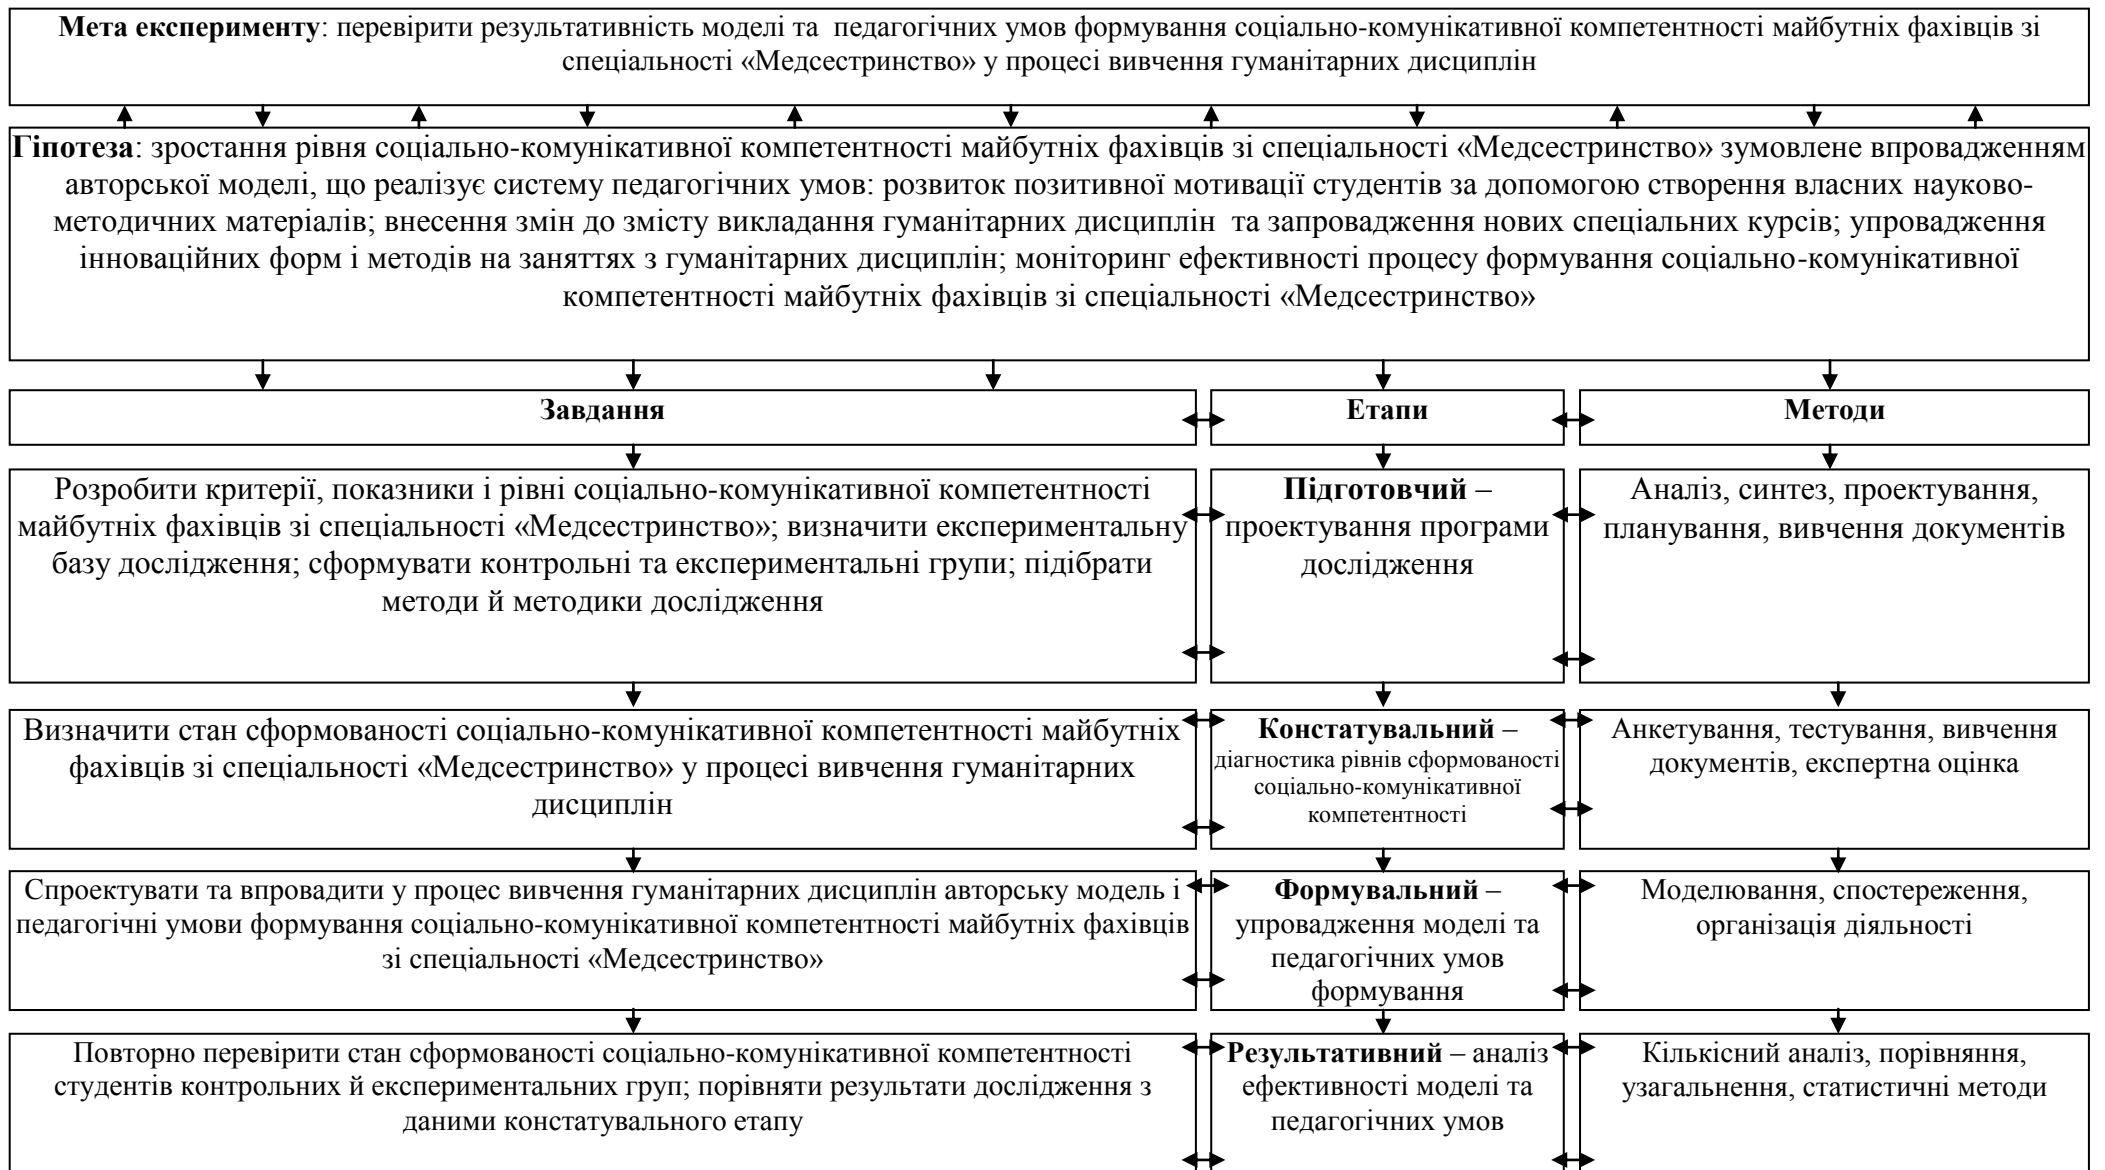 Мета експерименту: перевірити результативність моделі та педагогічних умов формування соціально-комунікативної компетентності майбутніх фахівців зі
спеціальності «Медсестринство» у процесі вивчення гуманітарних дисциплін
Гіпотеза: зростання рівня соціально-комунікативної компетентності майбутніх фахівців зі спеціальності «Медсестринство» зумовлене впровадженням
авторської моделі, що реалізує систему педагогічних умов: розвиток позитивної мотивації студентів за допомогою створення власних науково-
методичних матеріалів; внесення змін до змісту викладання гуманітарних дисциплін та запровадження нових спеціальних курсів; упровадження
інноваційних форм і методів на заняттях з гуманітарних дисциплін; моніторинг ефективності процесу формування соціально-комунікативної
компетентності майбутніх фахівців зі спеціальності «Медсестринство»
Завдання
Етапи
Методи
Розробити критерії, показники і рівні соціально-комунікативної компетентності
майбутніх фахівців зі спеціальності «Медсестринство»; визначити експериментальну
базу дослідження; сформувати контрольні та експериментальні групи; підібрати
методи й методики дослідження
Підготовчий –
проектування програми
дослідження
Аналіз, синтез, проектування,
планування, вивчення документів
Визначити стан сформованості соціально-комунікативної компетентності майбутніх
фахівців зі спеціальності «Медсестринство» у процесі вивчення гуманітарних
дисциплін
Констатувальний –
діагностика рівнів сформованості
соціально-комунікативної
компетентності
Анкетування, тестування, вивчення
документів, експертна оцінка
Спроектувати та впровадити у процес вивчення гуманітарних дисциплін авторську модель і
педагогічні умови формування соціально-комунікативної компетентності майбутніх фахівців
зі спеціальності «Медсестринство»
Формувальний –
упровадження моделі та
педагогічних умов
формування
Моделювання, спостереження,
організація діяльності
Повторно перевірити стан сформованості соціально-комунікативної компетентності
студентів контрольних й експериментальних груп; порівняти результати дослідження з
даними констатувального етапу
Результативний – аналіз
ефективності моделі та
педагогічних умов
Кількісний аналіз, порівняння,
узагальнення, статистичні методи